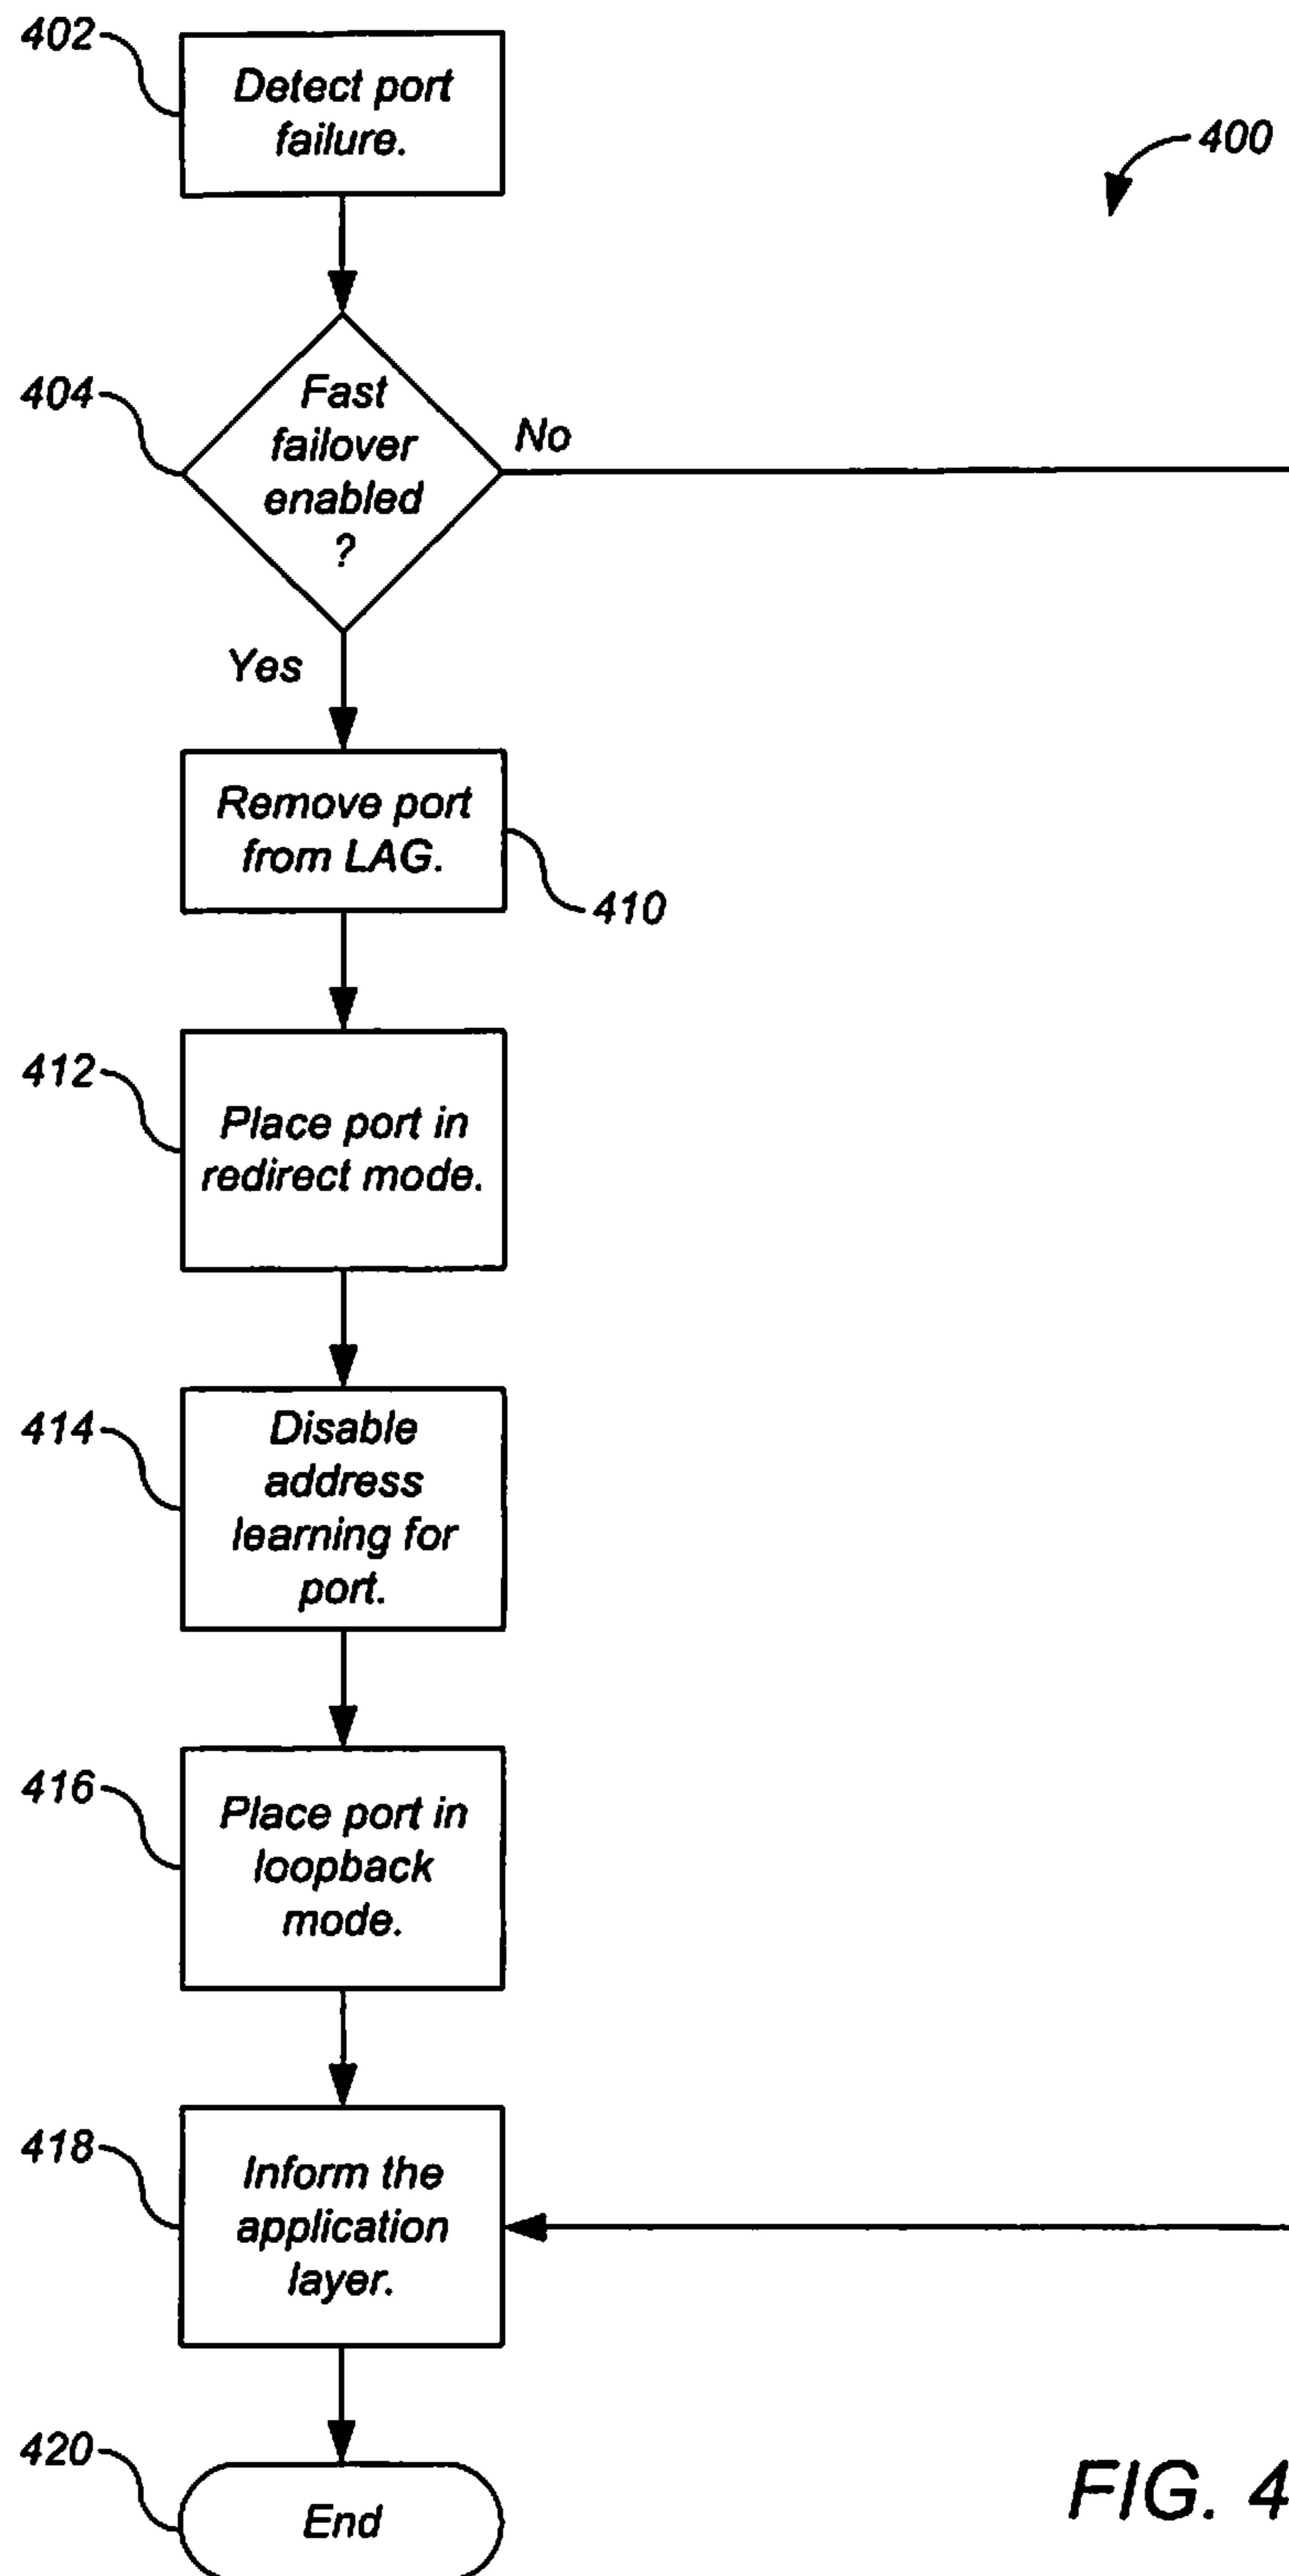 402
Detect port
failure.
400
404
Fast
failover
enabled
?
No
Yes
Remove port
from LAG.
410
412
Place port in
redirect mode.
414
Disable
address
learning for
port.
416
Place port in
loopback
mode.
418
Inform the
application
layer.
420
End
FIG. 4